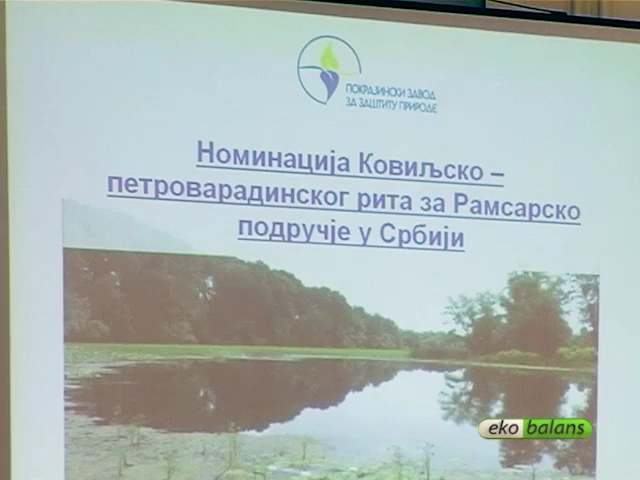 ПОКРАЈИНСКИ ЗАВОД
ЗА ЗАШТИТУ ПРИРОДЕ
Номинација Ковиљско –
петроварадинског рита за Рамсарско
подручје у Србији
eko balans